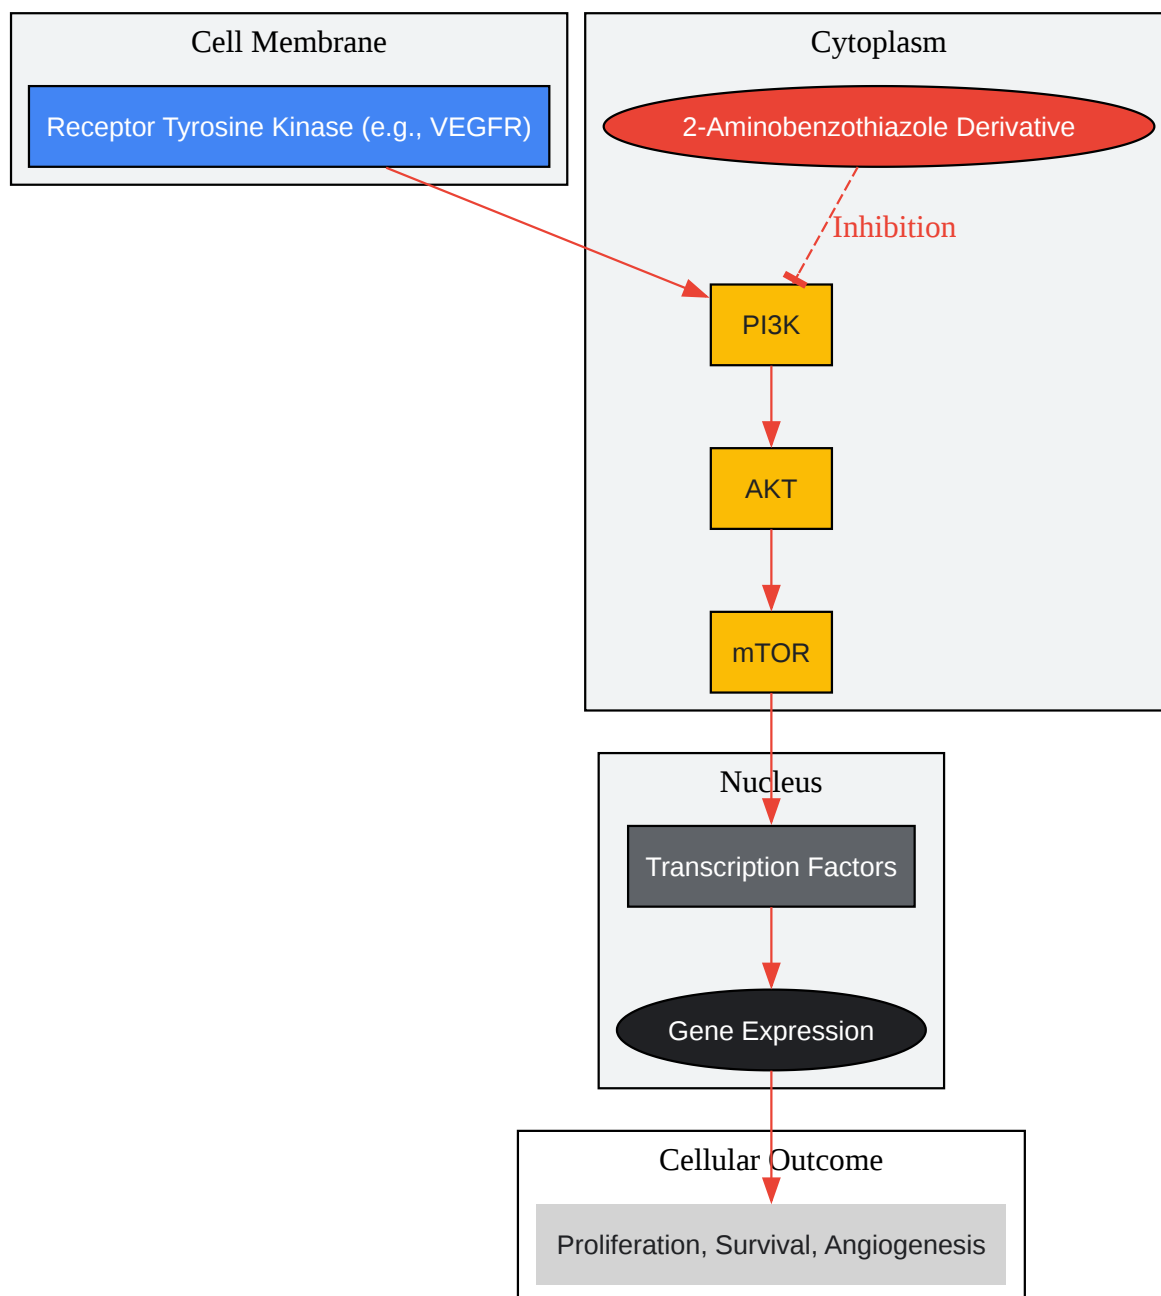 Cell Membrane
Receptor Tyrosine Kinase (e.g., VEGFR)
Cytoplasm
2-Aminobenzothiazole Derivative
Inhibition
PI3K
AKT
mTOR
Nucleus
Transcription Factors
Gene Expression
Cellular Outcome
Proliferation, Survival, Angiogenesis